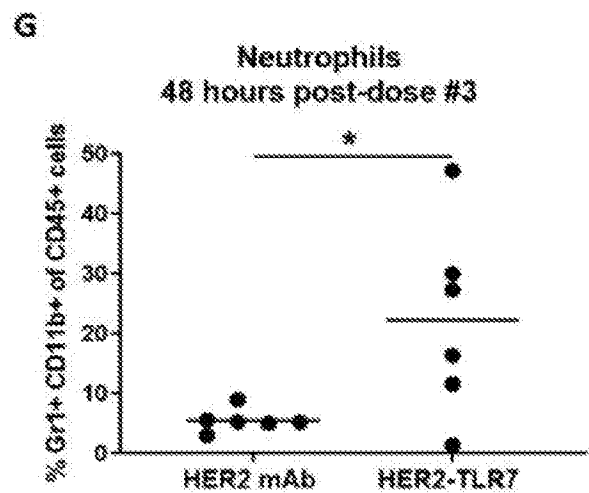 G
Neutrophils
48 hours post-dose #3
*
% Gr1+ CD11b+ of CD45+ cells
50
40
30
20
10
0
HER2 mAb
HER2-TLR7